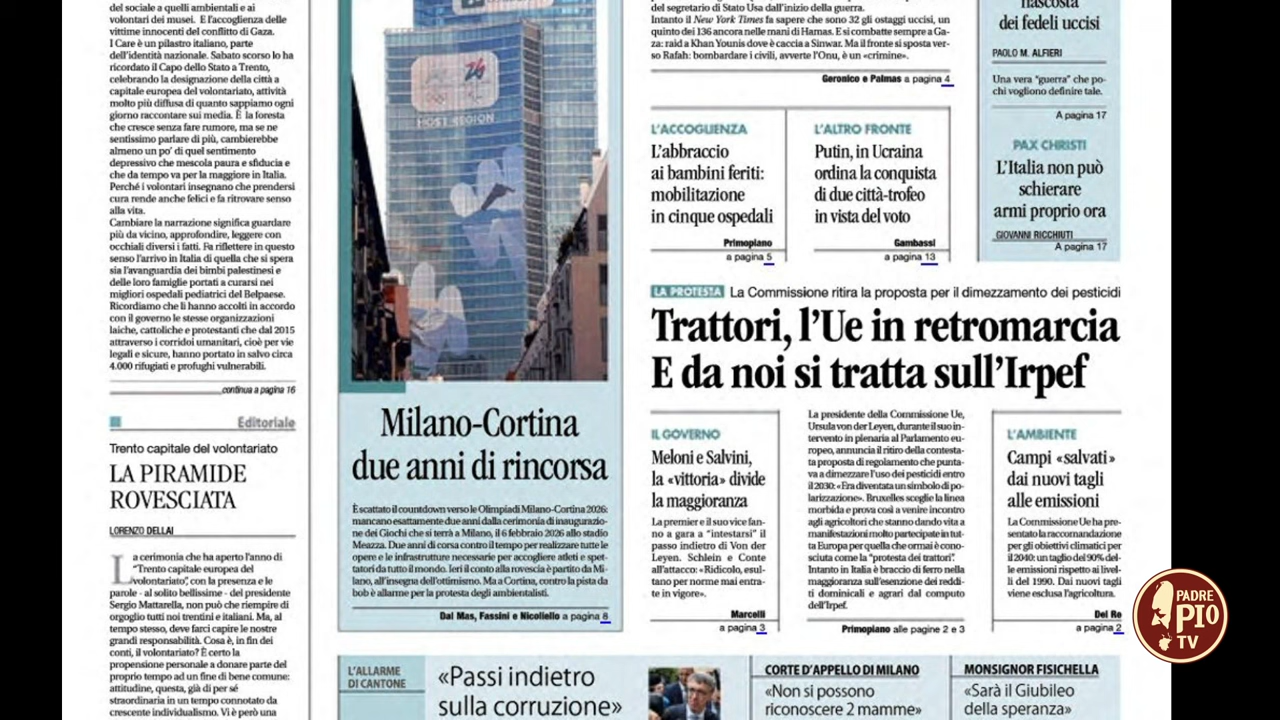 del sociale a quelli ambientali e ai
volontari dei musei. E l'accoglienza delle
vittime innocenti del conflitto di Gaza.
I Care è un pilastro italiano, parte
dell'identità nazionale. Sabato scorso lo ha
ricordato il Capo dello Stato a Trento,
celebrando la designazione della città a
capitale europea del volontariato, attività
molto più diffusa di quanto sappiamo ogni
giorno raccontare sui media. È la foresta
che cresce senza fare rumore, ma se ne
sentissimo parlare di più, cambierebbe
almeno un po' di quel sentimento
depressivo che mescola paura e sfiducia e
che da tempo va per la maggiore in Italia.
Perché i volontari insegnano che prendersi
cura rende anche felici e fa ritrovare senso
alla vita.
Cambiare la narrazione significa guardare
più da vicino, approfondire, leggere con
occhiali diversi i fatti. Fa riflettere in questo
senso l'arrivo in Italia di quella che si spera
sia l'avanguardia dei bimbi palestinesi e
delle loro famiglie portati a curarsi nei
migliori ospedali pediatrici del Belpaese.
Ricordiamo che li hanno accolti in accordo
con il governo le stesse organizzazioni
laiche, cattoliche e protestanti che dal 2015
attraverso i corridoi umanitari, cioè per vie
legali e sicure, hanno portato in salvo circa
4.000 rifugiati e profughi vulnerabili.
continua a pagina 16
Editoriale
Trento capitale del volontariato
LA PIRAMIDE
ROVESCIATA
LORENZO DELLAI
La cerimonia che ha aperto l'anno di
"Trento capitale europea del
volontariato", con la presenza e le
parole - al solito bellissime - del presidente
Sergio Mattarella, non può che riempire di
orgoglio tutti noi trentini e italiani. Ma, al
tempo stesso, deve farci capire le nostre
grandi responsabilità. Cosa è, in fin dei
conti, il volontariato? È certo la
propensione personale a donare parte del
proprio tempo ad un fine di bene comune:
attitudine, questa, già di per sé
straordinaria in un tempo connotato da
crescente individualismo. Vi è però una
HOST REGION
Milano-Cortina
due anni di rincorsa
È scattato il countdown verso le Olimpiadi Milano-Cortina 2026:
mancano esattamente due anni dalla cerimonia di inaugurazio-
ne dei Giochi che si terrà a Milano, il 6 febbraio 2026 allo stadio
Meazza. Due anni di corsa contro il tempo per realizzare tutte le
opere e le infrastrutture necessarie per accogliere atleti e spet-
tatori da tutto il mondo. Ieri il conto alla rovescia è partito da Mi-
lano, all'insegna dell'ottimismo. Ma a Cortina, contro la pista da
bob è allarme per la protesta degli ambientalisti.
Dal Mas, Fassini e Nicoliello a pagina 8
del segretario di Stato Usa dall'inizio della guerra.
Intanto il New York Times fa sapere che sono 32 gli ostaggi uccisi, un
quinto dei 136 ancora nelle mani di Hamas. E si combatte sempre a Ga-
za: raid a Khan Younis dove è caccia a Sinwar. Ma il fronte si sposta ver-
so Rafah: bombardare i civili, avverte l'Onu, è un «crimine».
Geronico e Palmas a pagina 4
L'ACCOGLIENZA
L'abbraccio
ai bambini feriti:
mobilitazione
in cinque ospedali
Primopiano
a pagina 5
L'ALTRO FRONTE
Putin, in Ucraina
ordina la conquista
di due città-trofeo
in vista del voto
Gambassi
a pagina 13
nascosta
dei fedeli uccisi
PAOLO M. ALFIERI
Una vera "guerra" che po-
chi vogliono definire tale.
A pagina 17
PAX CHRISTI
L'Italia non può
schierare
armi proprio ora
GIOVANNI RICCHIUTI
A pagina 17
LA PROTESTA La Commissione ritira la proposta per il dimezzamento dei pesticidi
Trattori, l'Ue in retromarcia
E da noi si tratta sull'Irpef
IL GOVERNO
Meloni e Salvini,
la «vittoria» divide
la maggioranza
La premier e il suo vice fan-
no a gara a "intestarsi" il
passo indietro di Von der
Leyen. Schlein e Conte
all'attacco: «Ridicolo, esul-
tano per norme mai entra-
te in vigore».
Marcelli
a pagina 3
La presidente della Commissione Ue,
Ursula von der Leyen, durante il suo in-
tervento in plenaria al Parlamento eu-
ropeo, annuncia il ritiro della contesta-
ta proposta di regolamento che punta-
va a dimezzare l'uso dei pesticidi entro
il 2030: «Era diventata un simbolo di po-
larizzazione». Bruxelles sceglie la linea
morbida e prova così a venire incontro
agli agricoltori che stanno dando vita a
manifestazioni molto partecipate in tut-
ta Europa per quella che ormai è cono-
sciuta come la "protesta dei trattori".
Intanto in Italia è braccio di ferro nella
maggioranza sull'esenzione dei reddi-
ti dominicali e agrari dal computo
dell'Irpef.
Primopiano alle pagine 2 e 3
L'AMBIENTE
Campi «salvati»
dai nuovi tagli
alle emissioni
La Commissione Ue ha pre-
sentato la raccomandazione
per gli obiettivi climatici per
il 2040: un taglio del 90% del-
le emissioni rispetto ai livel-
li del 1990. Dai nuovi tagli
viene esclusa l'agricoltura.
Del Re
a pagina 2
L'ALLARME
DI CANTONE
«Passi indietro
sulla corruzione»
CORTE D'APPELLO DI MILANO
«Non si possono
riconoscere 2 mamme»
MONSIGNOR FISICHELLA
«Sarà il Giubileo
della speranza»
PADRE
PIO
TV